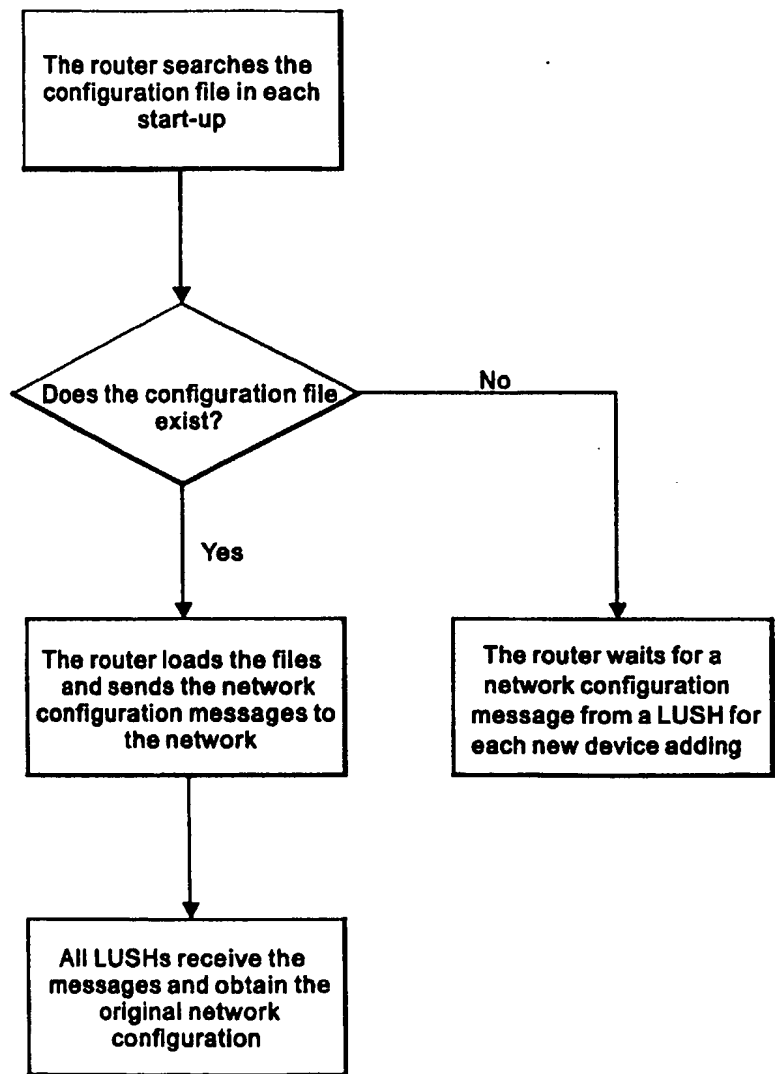 The router searches the
configuration file in each
start-up
Does the configuration file
exist?
No
Yes
The router loads the files
and sends the network
configuration messages to
the network
The router waits for a
network configuration
message from a LUSH for
each new device adding
All LUSHs receive the
messages and obtain the
original network
configuration